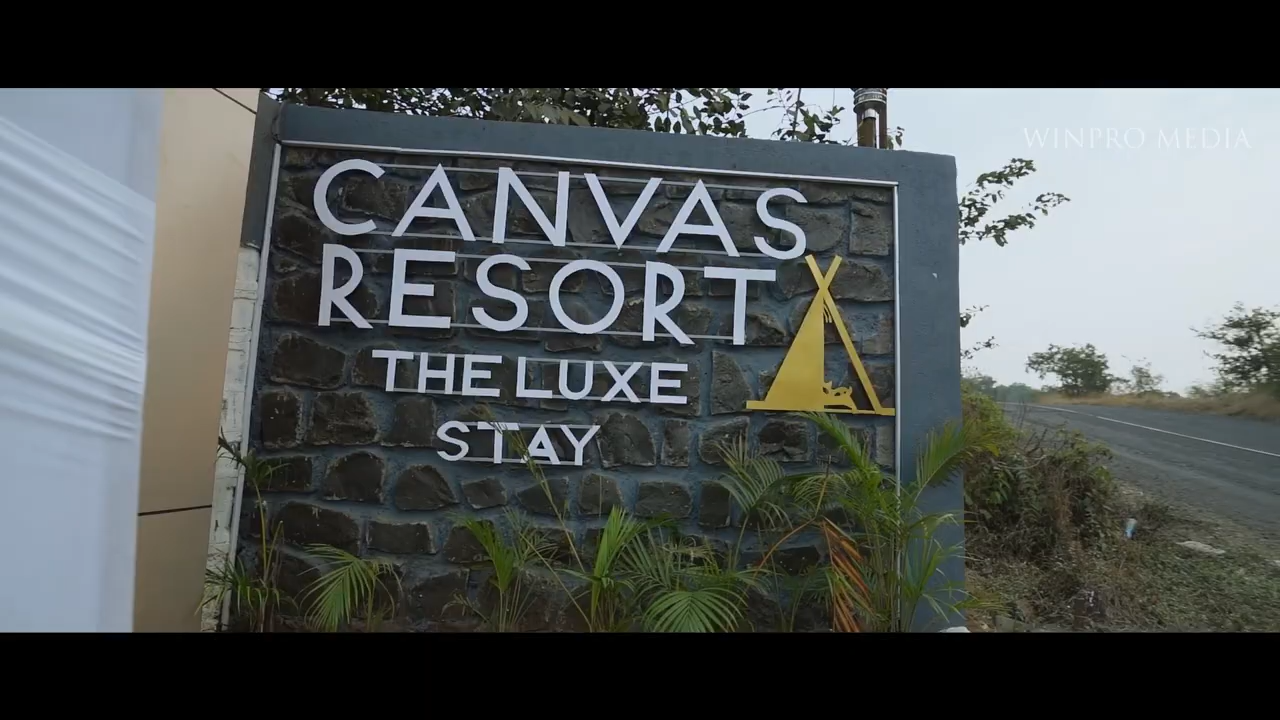 WINPRO MEDIA
CANVAS
RESORT
THE LUXE
STAY